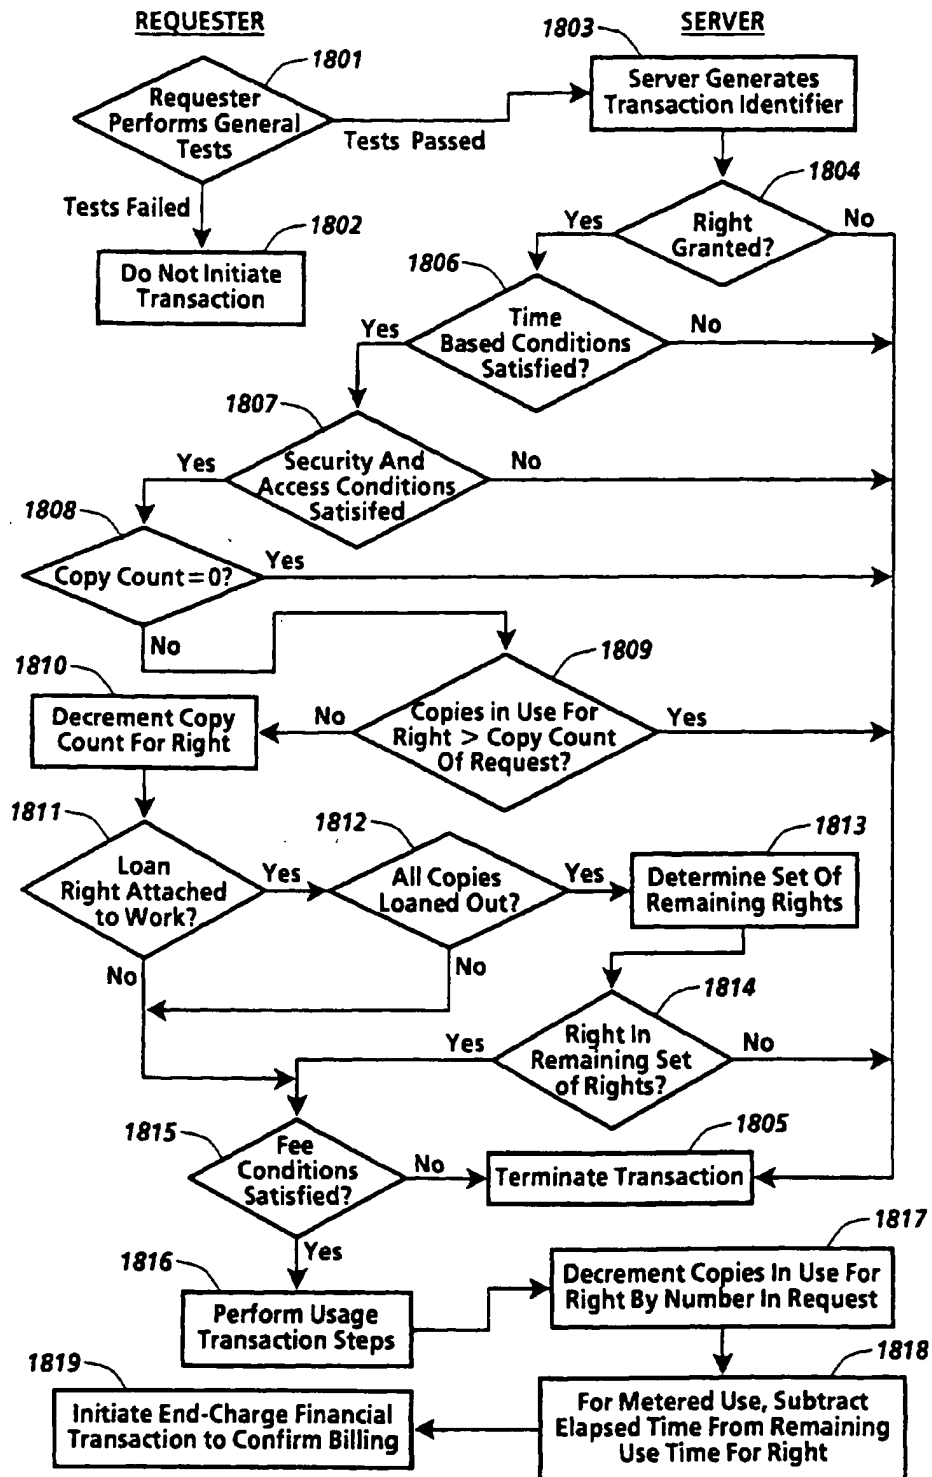 REQUESTER
SERVER
1801
1803
Requester
Performs General
Tests
Server Generates
Transaction Identifier
Tests Passed
Tests Failed
1802
Do Not Initiate
Transaction
1804
Right
Granted?
Yes
No
1806
Time
Based Conditions
Satisfied?
Yes
No
1807
Security And
Access Conditions
Satisifed
Yes
No
1808
Copy Count = 0?
Yes
No
1809
Copies in Use For
Right > Copy Count
Of Request?
No
Yes
1810
Decrement Copy
Count For Right
1811
Loan
Right Attached
to Work?
Yes
No
1812
All Copies
Loaned Out?
Yes
No
1813
Determine Set Of
Remaining Rights
1814
Right In
Remaining Set
of Rights?
Yes
No
1815
Fee
Conditions
Satisfied?
No
Yes
1805
Terminate Transaction
1816
Perform Usage
Transaction Steps
1817
Decrement Copies In Use For
Right By Number In Request
1818
For Metered Use, Subtract
Elapsed Time From Remaining
Use Time For Right
1819
Initiate End-Charge Financial
Transaction to Confirm Billing